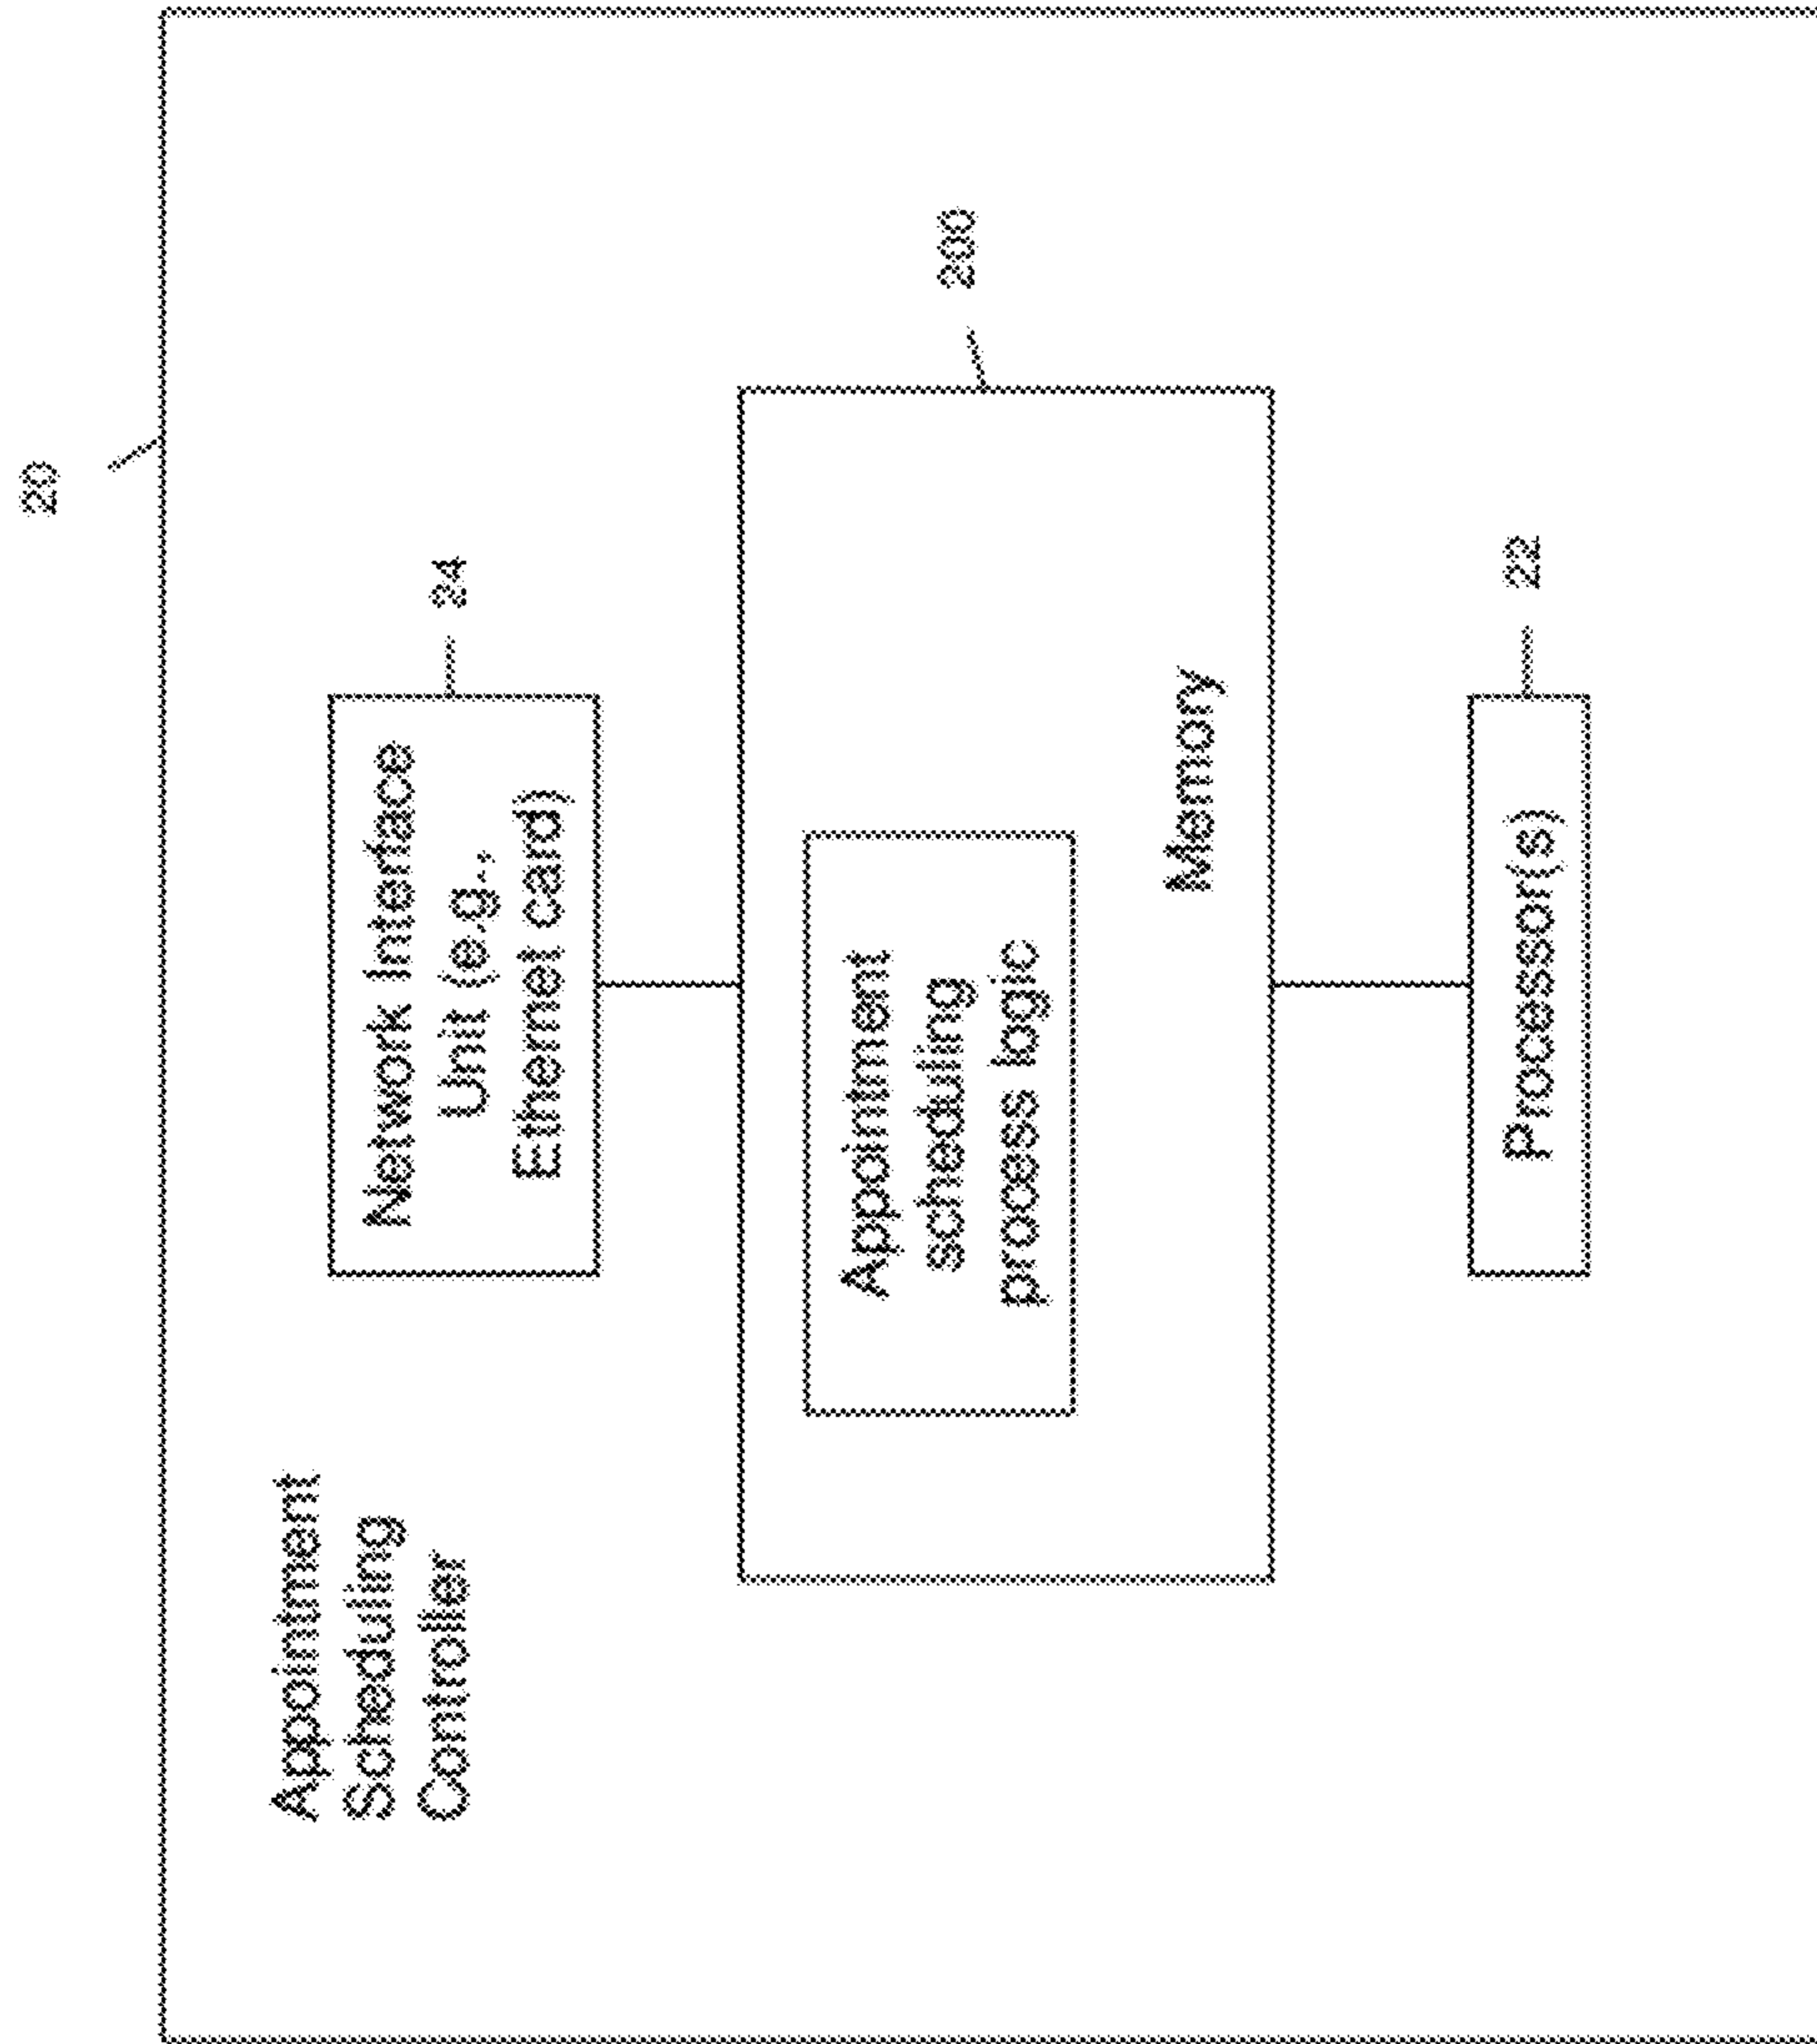 20
Appointment
Scheduling
Controller
Network Interface
Unit (e.g.,
Ethernet card)
24
Appointment
scheduling
process logic
Memory
200
Processor(s)
22